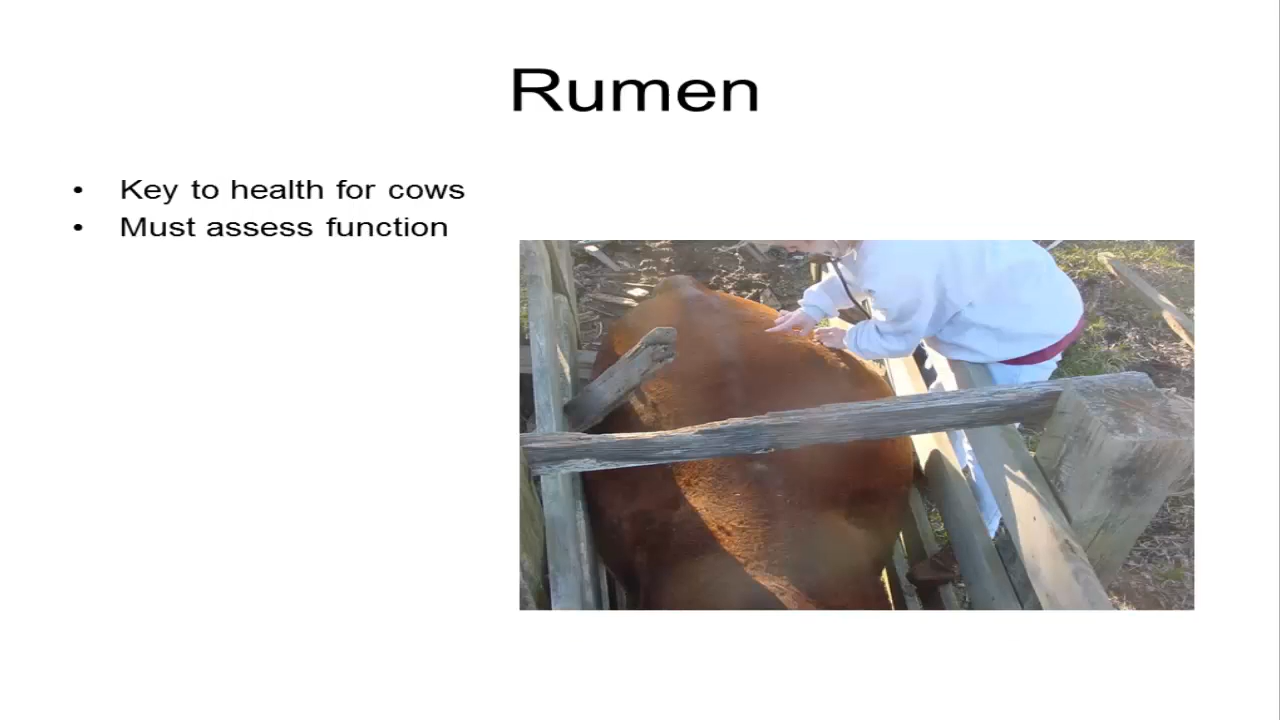 Rumen
• Key to health for cows
• Must assess function